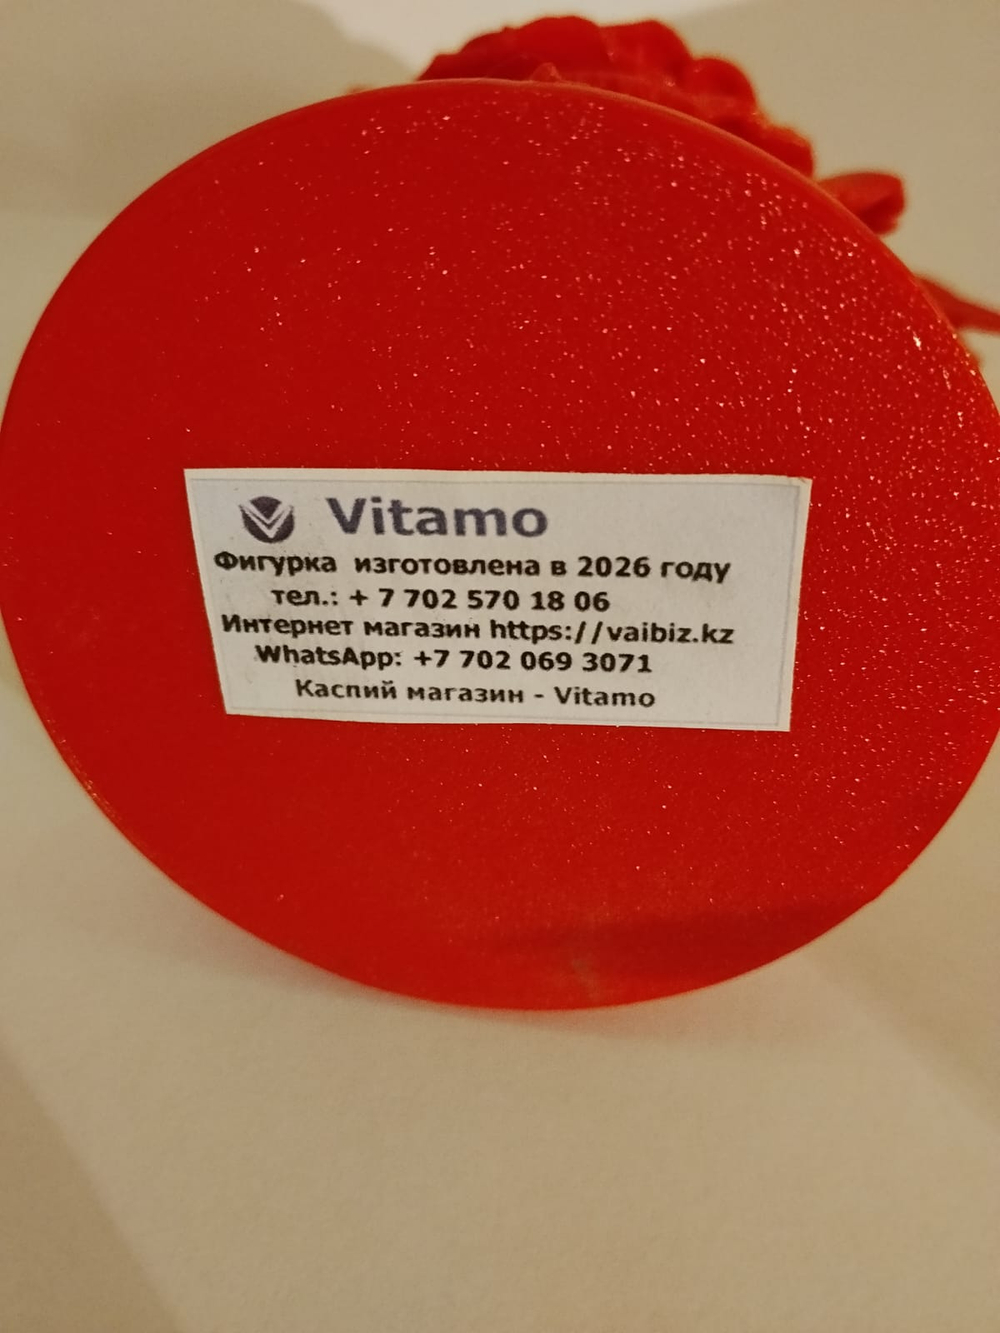 Vitamo
Фигурка изготовлена в 2026 году
тел.: + 7 702 570 18 06
Интернет магазин https://vaibiz.kz
WhatsApp: +7 702 069 3071
Каспий магазин - Vitamo